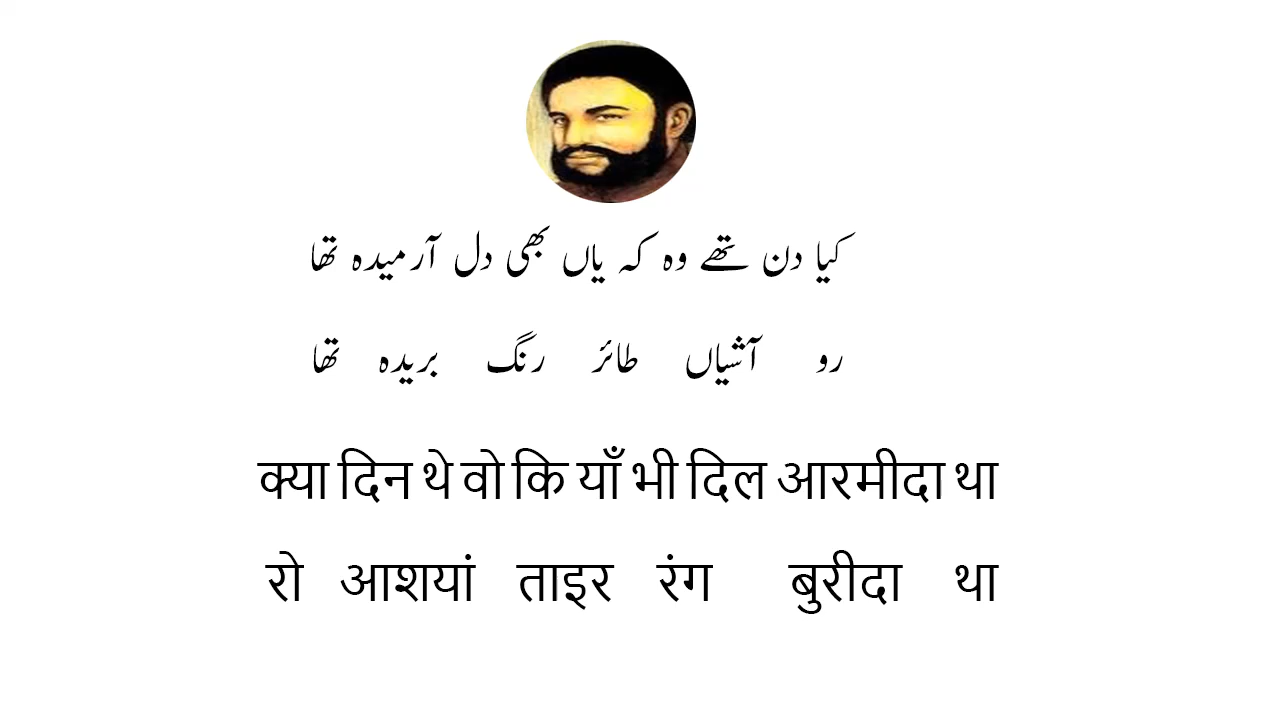 کیا دن تھے وہ کہ یاں بھی دل آرمیدہ تھا
رو آشیاں طائر رنگ بریدہ تھا
क्या दिन थे वो कि याँ भी दिल आरमीदा था
रो आशयां ताइर रंग बुरीदा था